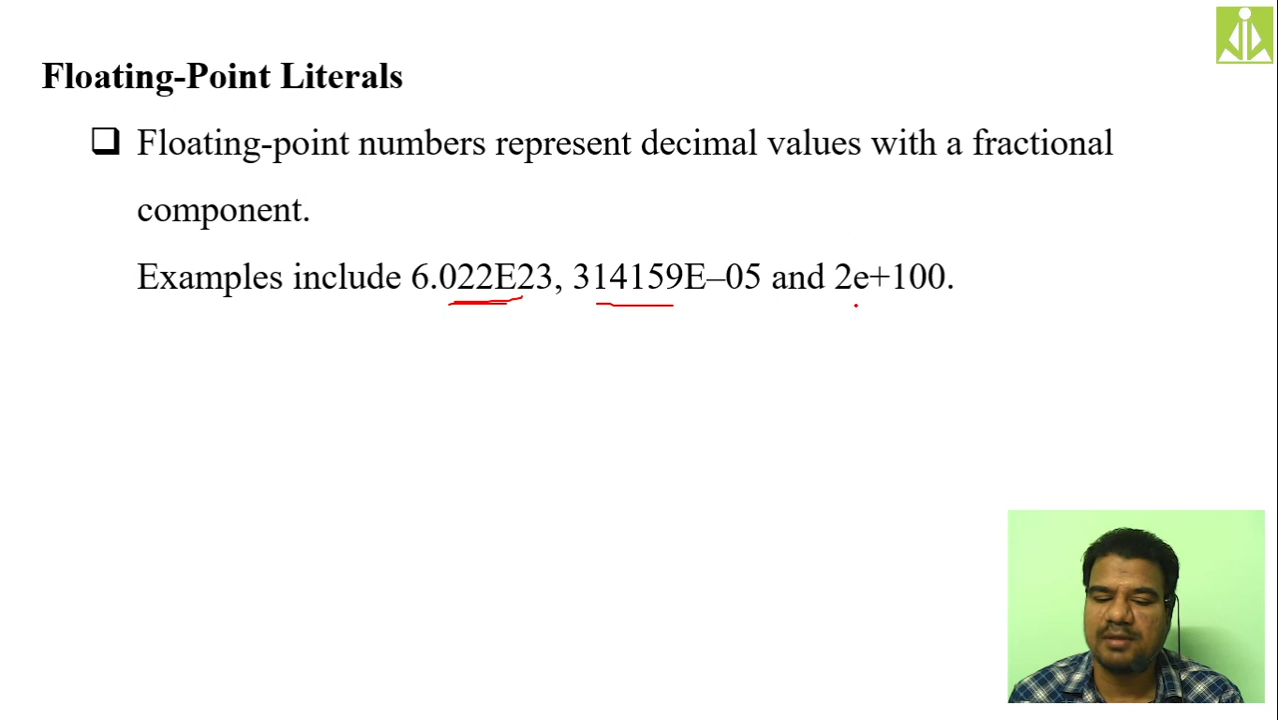 Floating-Point Literals
Floating-point numbers represent decimal values with a fractional
component.
Examples include 6.022E23, 314159E–05 and 2e+100.